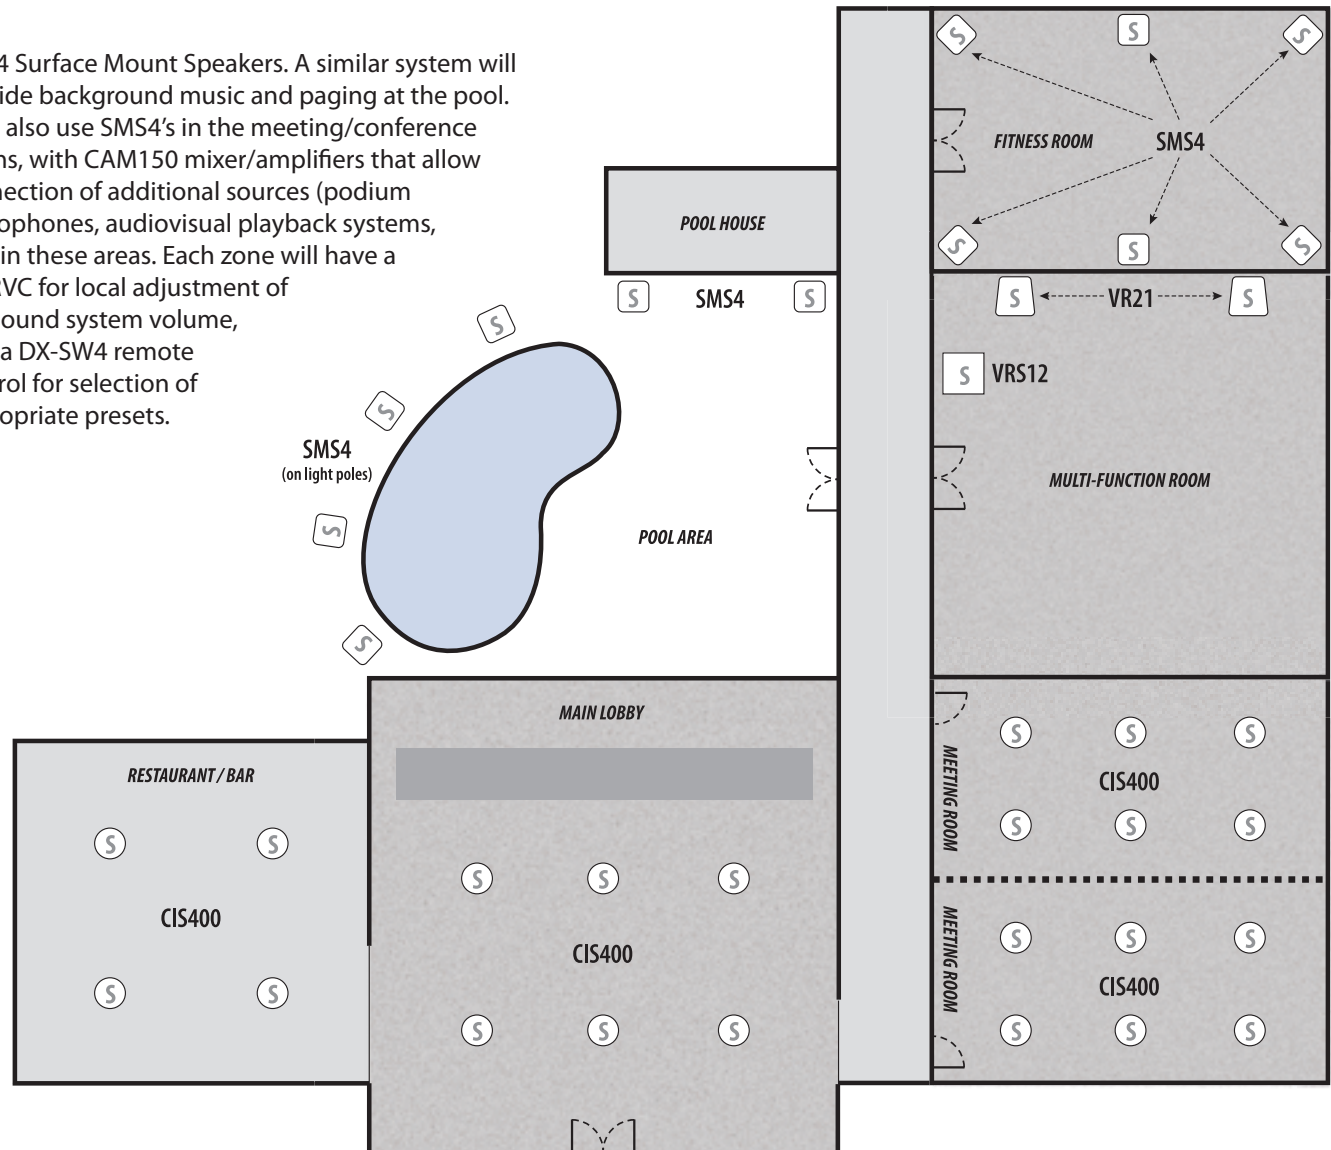 4 Surface Mount Speakers. A similar system will
ide background music and paging at the pool.
also use SMS4's in the meeting/conference
ns, with CAM150 mixer/amplifiers that allow
nection of additional sources (podium
ophones, audiovisual playback systems,
in these areas. Each zone will have a
RVC for local adjustment of
ound system volume,
a DX-SW4 remote
rol for selection of
opriate presets.
S S S
FITNESS ROOM SMS4
S S S
POOL HOUSE
S SMS4 S
S VR21 S
S
S VRS12
S
SMS4
(on light poles)
MULTI-FUNCTION ROOM
S
POOL AREA
S
MAIN LOBBY
RESTAURANT / BAR
S S
CIS400
S S
S S S
CIS400
S S S
MEETING ROOM
S S S
CIS400
S S S
MEETING ROOM
S S S
CIS400
S S S